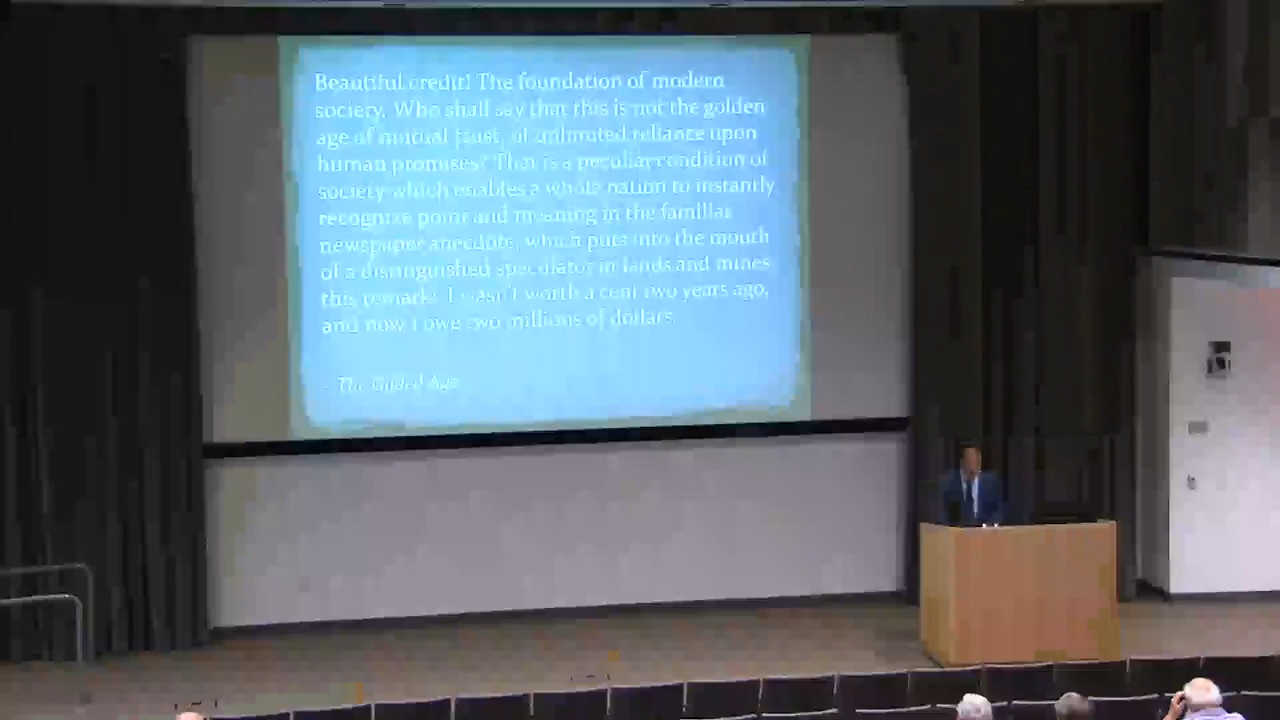 Beautiful credit! The foundation of modern
society. Who shall say that this is not the golden
age of mutual trust, of unlimited reliance upon
human promises? That is a peculiar condition of
society which enables a whole nation to instantly
recognize point and meaning in the familiar
newspaper anecdote, which puts into the mouth
of a distinguished speculator in lands and mines
this remark: I wasn't worth a cent two years ago,
and now I owe two millions of dollars.
- The Gilded Age